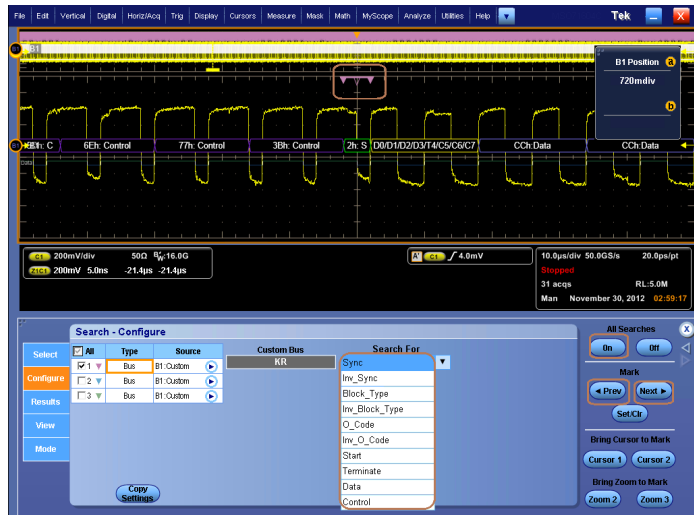 File Edit Vertical Digital Horiz/Acq Trig Display Cursors Measure Mask Math MyScope Analyze Utilities Help Tek X
B1 B1
B1 Position a
720mdiv
b
B1 6Eh: Control 77h: Control 3Bh: Control 2h: S D0/D1/D2/D3/T4/C5/C6/C7 CCh:Data CCh:Data
Data
C1 200mV/div 50Ω BW:16.0G
Z1C1 200mV 5.0ns -21.4µs -21.4µs
A' C1 4.0mV
10.0µs/div 50.0GS/s 20.0ps/pt
Stopped
31 acqs RL:5.0M
Man November 30, 2012 02:59:17
Search - Configure
Select
Configure
Results
View
Mode
All Type Source
1 Bus B1:Custom
2 Bus B1:Custom
3 Bus B1:Custom
Copy
Settings
Custom Bus
KR
Search For
Sync
Inv_Sync
Block_Type
Inv_Block_Type
O_Code
Inv_O_Code
Start
Terminate
Data
Control
All Searches X
On Off
Mark
Prev Next
Set/Clr
Bring Cursor to Mark
Cursor 1 Cursor 2
Bring Zoom to Mark
Zoom 2 Zoom 3